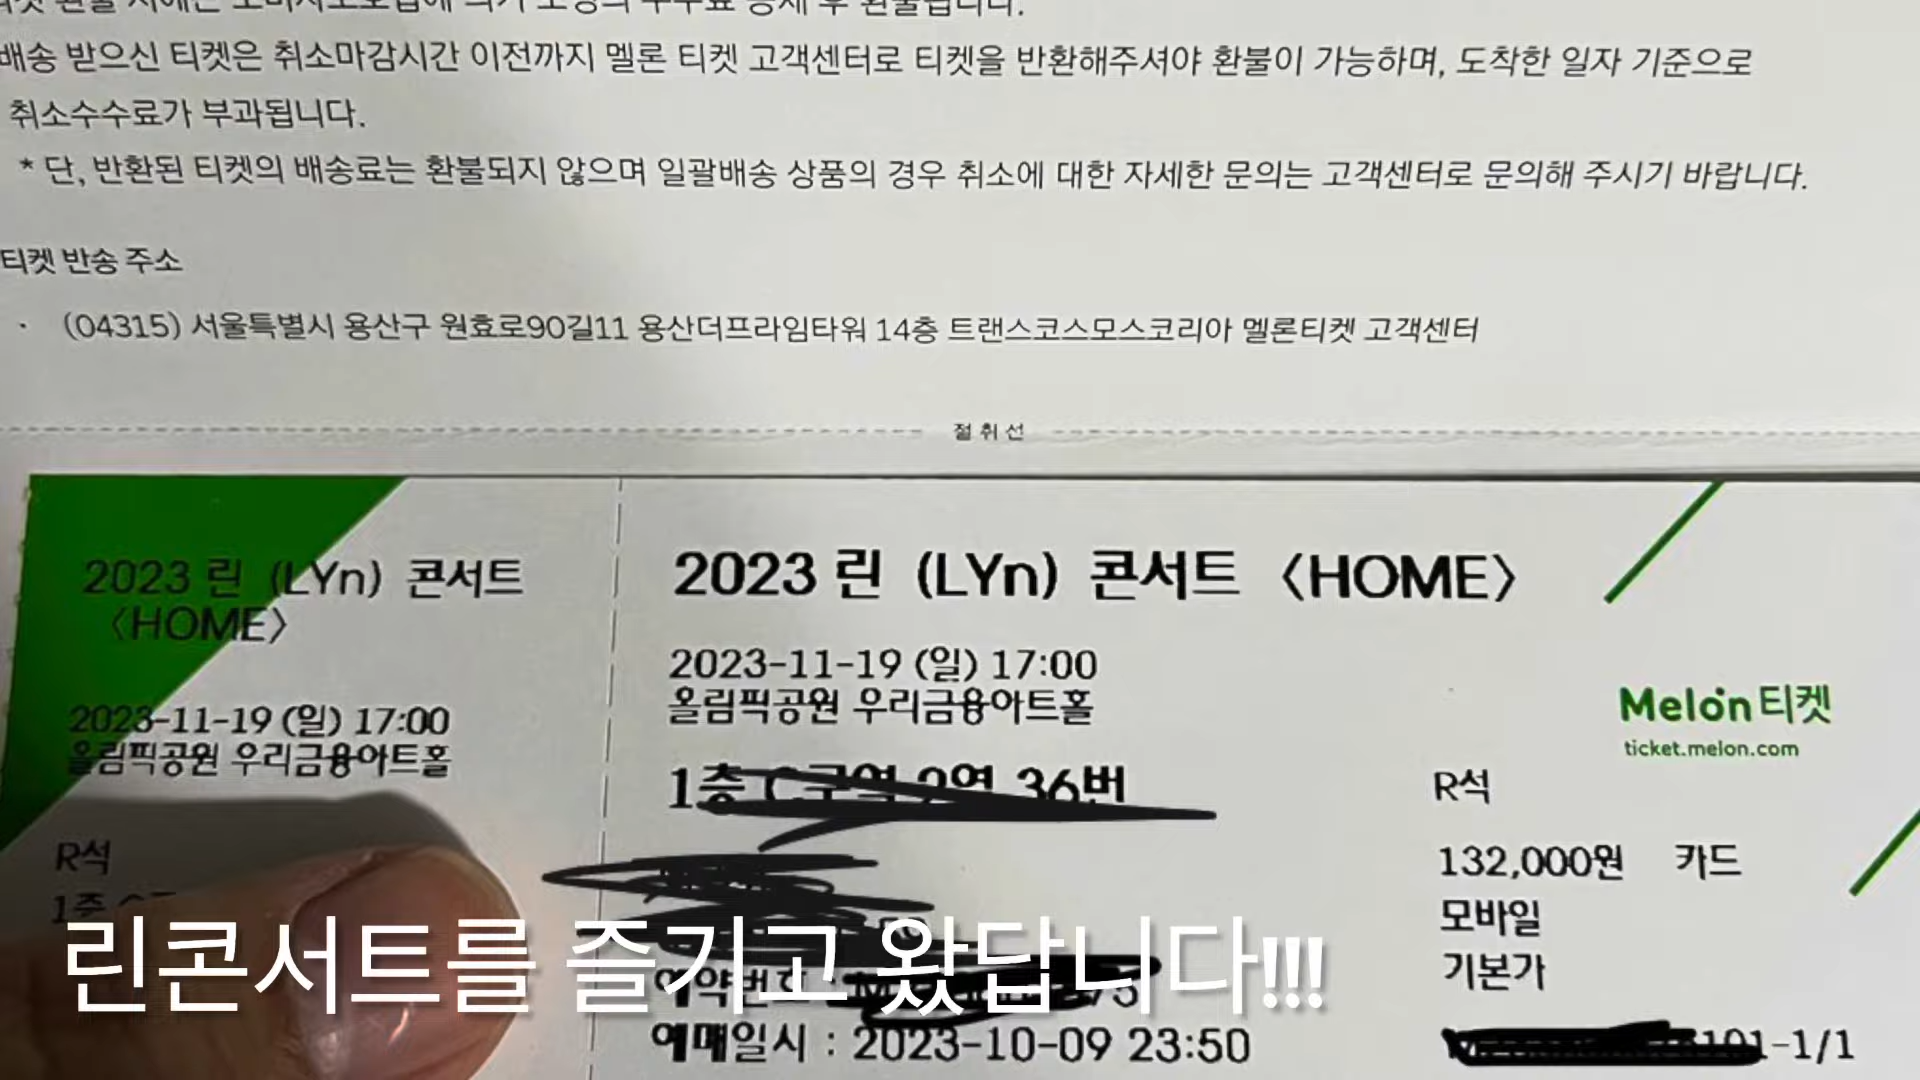 배송 받으신 티켓은 취소마감시간 이전까지 멜론 티켓 고객센터로 티켓을 반환해주셔야 환불이 가능하며, 도착한 일자 기준으로
취소수수료가 부과됩니다.
* 단, 반환된 티켓의 배송료는 환불되지 않으며 일괄배송 상품의 경우 취소에 대한 자세한 문의는 고객센터로 문의해 주시기 바랍니다.
티켓 반송 주소
· (04315) 서울특별시 용산구 원효로90길11 용산더프라임타워 14층 트랜스코스모스코리아 멜론티켓 고객센터
절취선
2023 린 (LYn) 콘서트
〈HOME〉
2023-11-19 (일) 17:00
올림픽공원 우리금융아트홀
R석
2023 린 (LYn) 콘서트 〈HOME〉
2023-11-19 (일) 17:00
올림픽공원 우리금융아트홀
1층 36번
예약번호 :
예매일시 : 2023-10-09 23:50
Melon티켓
ticket.melon.com
R석
132,000원 카드
모바일
기본가
-1/1
린콘서트를 즐기고 왔답니다!!!